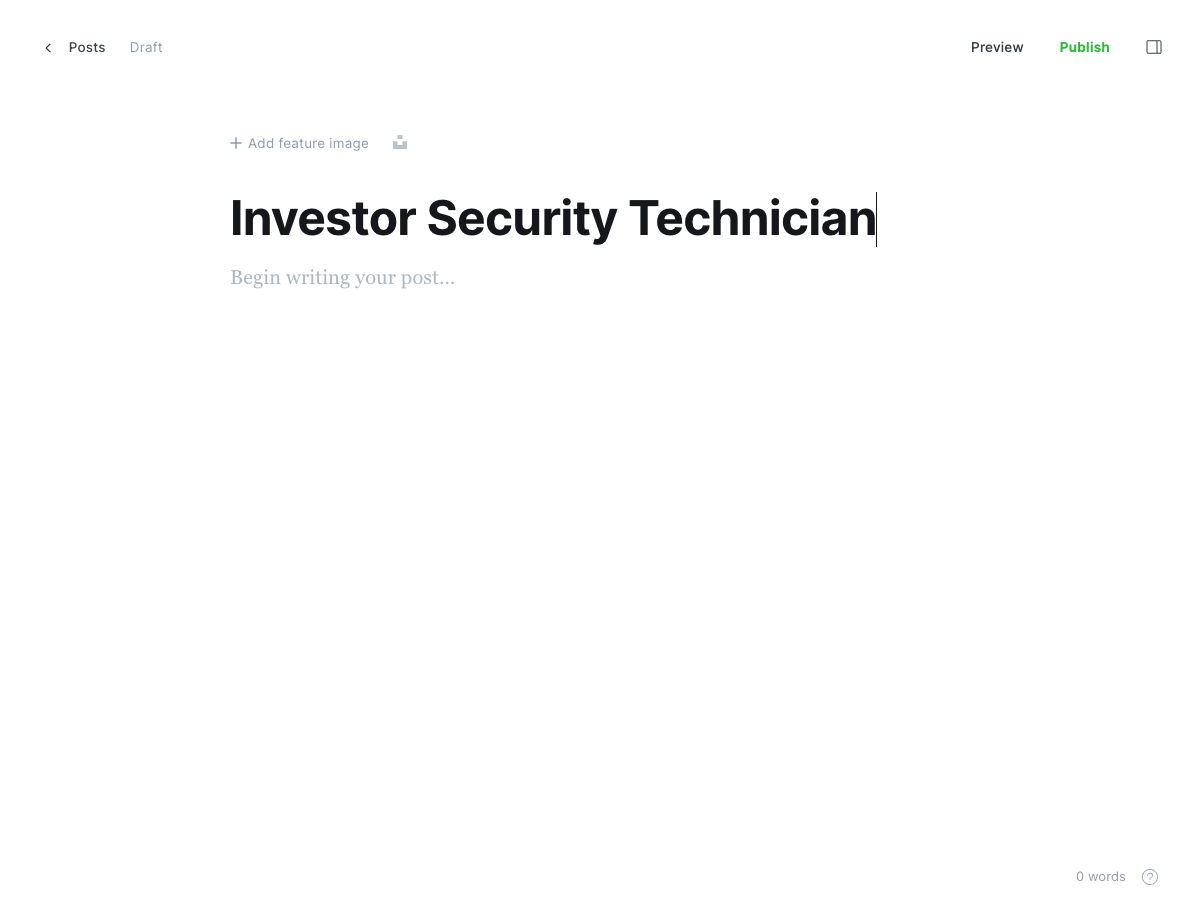 Posts
Draft
Preview
Publish
Add feature image
Investor Security Technician
Begin writing your post...
0 words